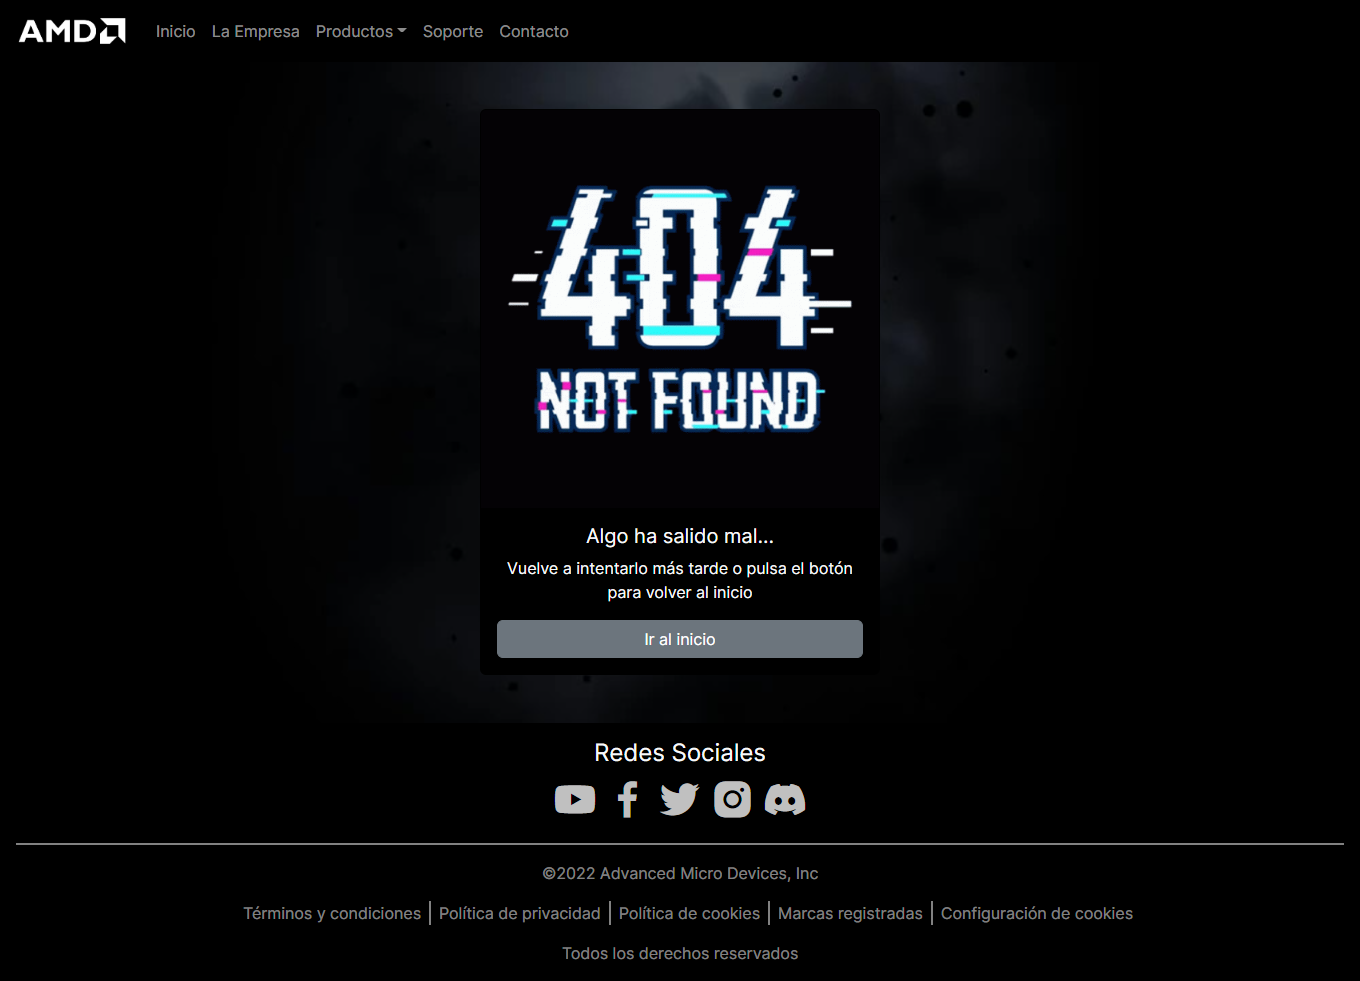 AMD
Inicio La Empresa Productos Soporte Contacto
404
NOT FOUND
Algo ha salido mal...
Vuelve a intentarlo más tarde o pulsa el botón
para volver al inicio
Ir al inicio
Redes Sociales
©2022 Advanced Micro Devices, Inc
Términos y condiciones Política de privacidad Política de cookies Marcas registradas Configuración de cookies
Todos los derechos reservados